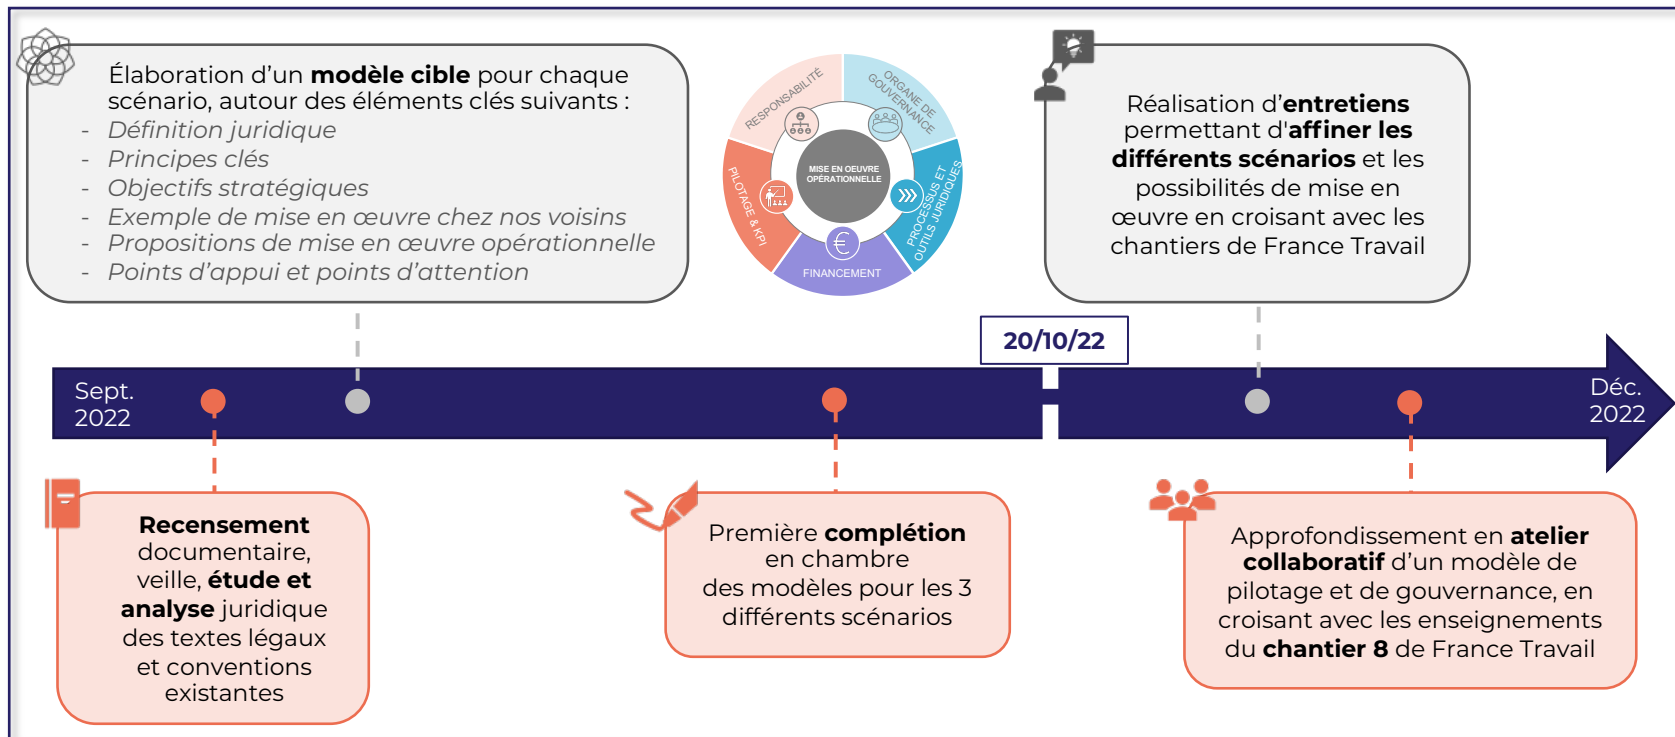 Élaboration d’un modèle cible pour chaque
scénario, autour des éléments clés suivants :
- Définition juridique
- Principes clés
- Objectifs stratégiques
- Exemple de mise en œuvre chez nos voisins
- Propositions de mise en œuvre opérationnelle
- Points d’appui et points d’attention
RESPONSABILITÉ
ORGANE DE
GOUVERNANCE
PROCESSUS ET
OUTILS JURIDIQUES
FINANCEMENT
PILOTAGE & KPI
MISE EN OEUVRE
OPÉRATIONNELLE
Réalisation d’entretiens
permettant d'affiner les
différents scénarios et les
possibilités de mise en
œuvre en croisant avec les
chantiers de France Travail
20/10/22
Sept.
2022
Déc.
2022
Recensement
documentaire,
veille, étude et
analyse juridique
des textes légaux
et conventions
existantes
Première complétion
en chambre
des modèles pour les 3
différents scénarios
Approfondissement en atelier
collaboratif d’un modèle de
pilotage et de gouvernance, en
croisant avec les enseignements
du chantier 8 de France Travail